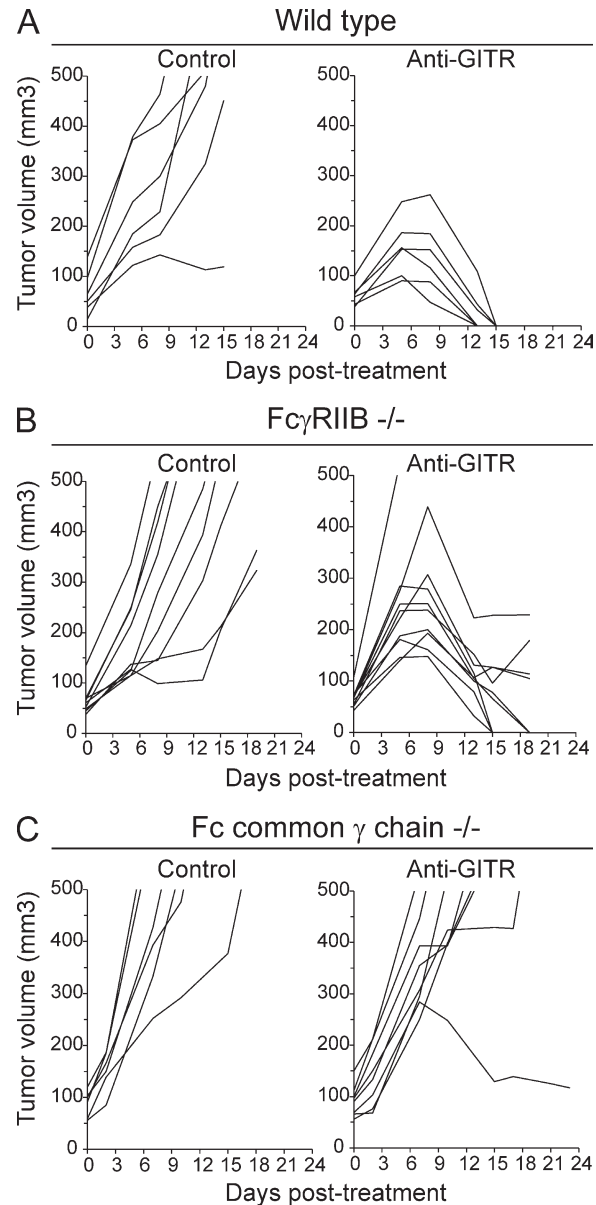 A Wild type
Control Anti-GITR
Tumor volume (mm3)
500 500
400 400
300 300
200 200
100 100
0 0
0 3 6 9 12 15 18 21 24 0 3 6 9 12 15 18 21 24
Days post-treatment Days post-treatment
B FcγRIIB -/-
Control Anti-GITR
Tumor volume (mm3)
500 500
400 400
300 300
200 200
100 100
0 0
0 3 6 9 12 15 18 21 24 0 3 6 9 12 15 18 21 24
Days post-treatment Days post-treatment
C Fc common γ chain -/-
Control Anti-GITR
Tumor volume (mm3)
500 500
400 400
300 300
200 200
100 100
0 0
0 3 6 9 12 15 18 21 24 0 3 6 9 12 15 18 21 24
Days post-treatment Days post-treatment